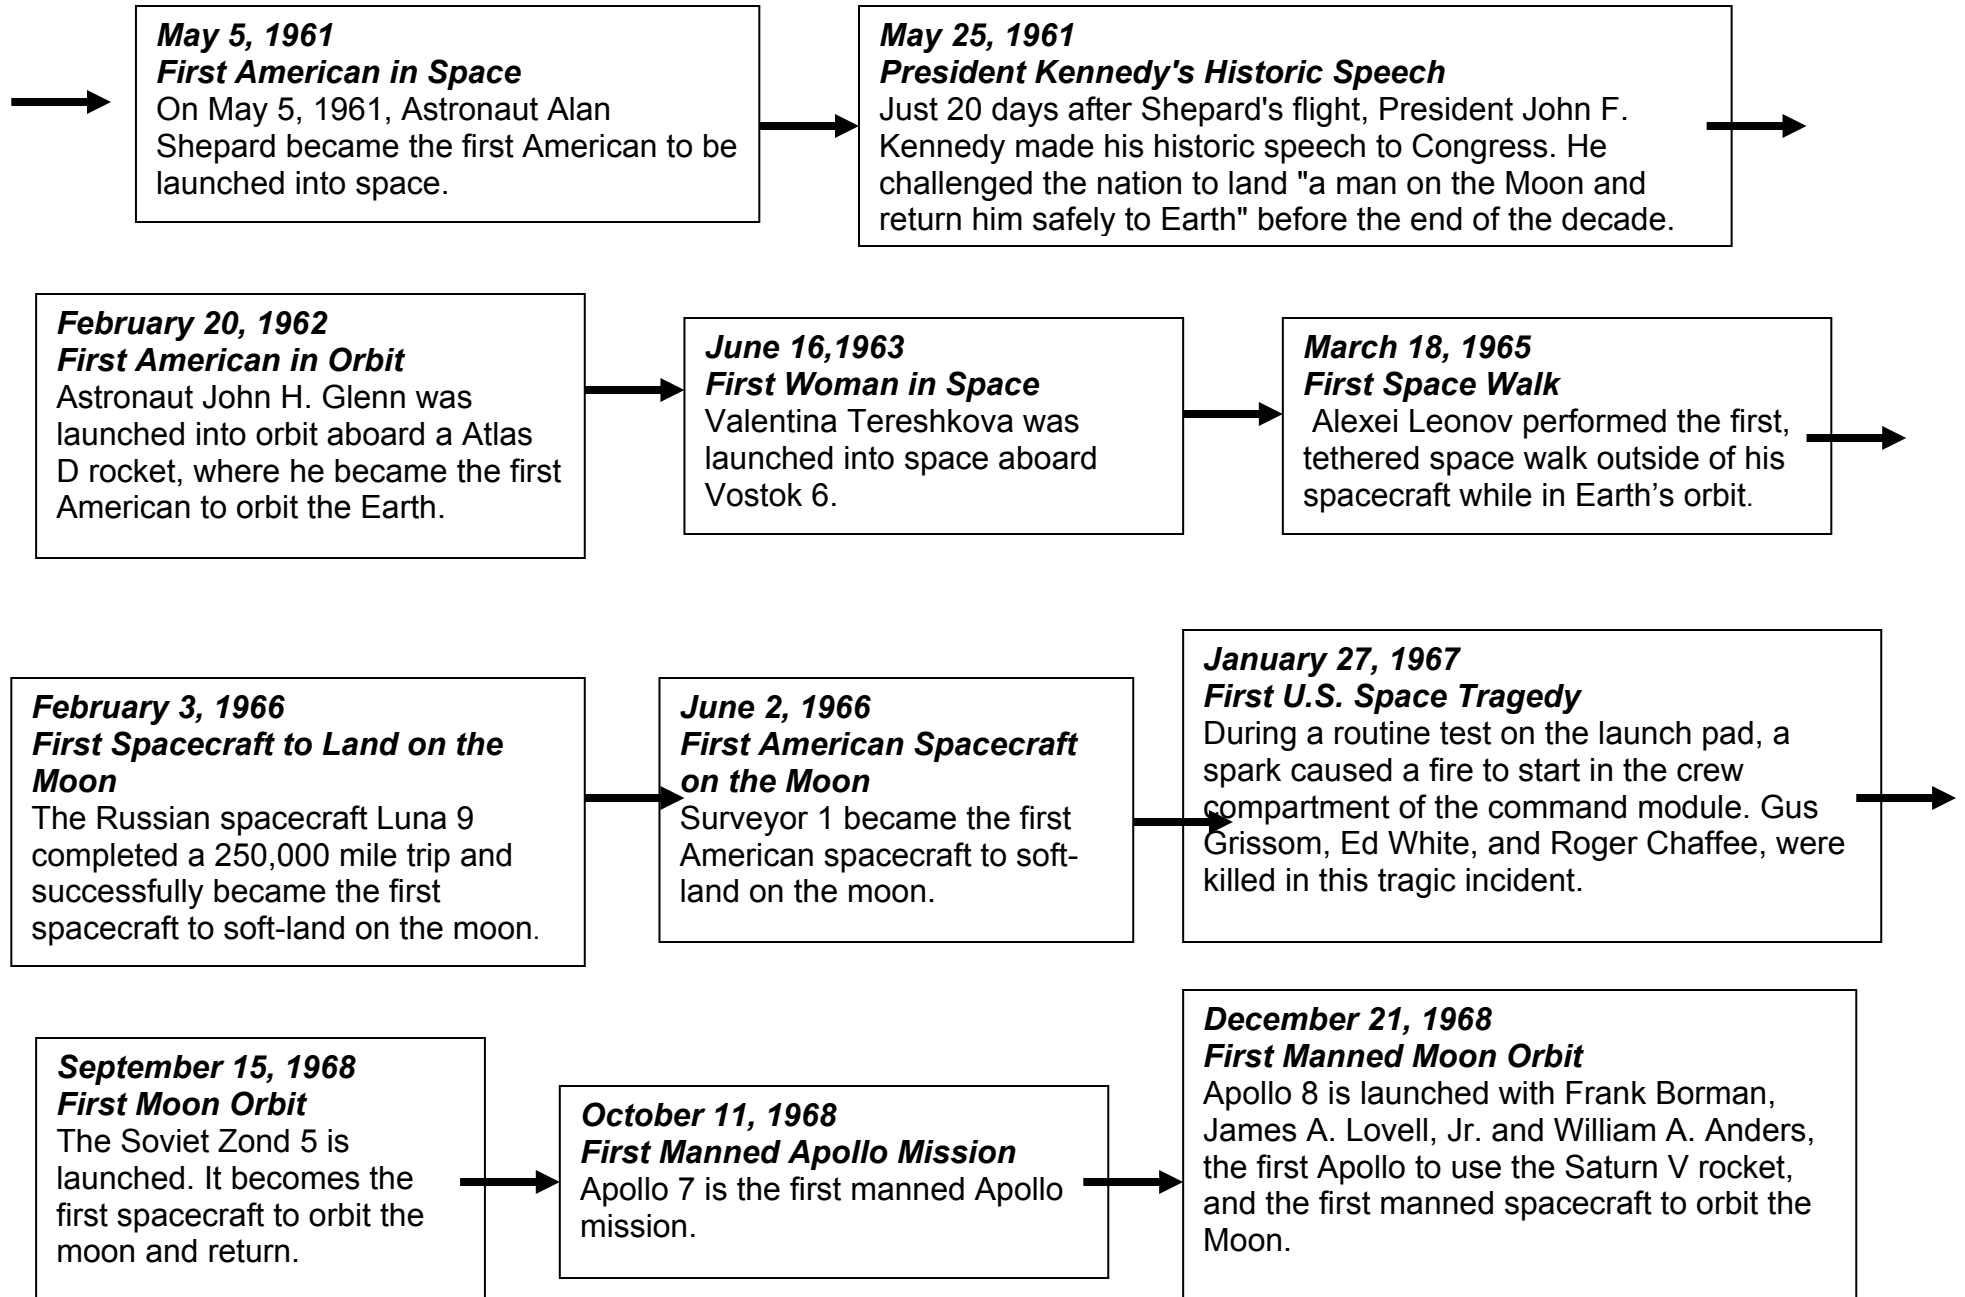 May 5, 1961
First American in Space
On May 5, 1961, Astronaut Alan
Shepard became the first American to be
launched into space.
May 25, 1961
President Kennedy's Historic Speech
Just 20 days after Shepard's flight, President John F.
Kennedy made his historic speech to Congress. He
challenged the nation to land "a man on the Moon and
return him safely to Earth" before the end of the decade.
February 20, 1962
First American in Orbit
Astronaut John H. Glenn was
launched into orbit aboard a Atlas
D rocket, where he became the first
American to orbit the Earth.
June 16,1963
First Woman in Space
Valentina Tereshkova was
launched into space aboard
Vostok 6.
March 18, 1965
First Space Walk
Alexei Leonov performed the first,
tethered space walk outside of his
spacecraft while in Earth’s orbit.
February 3, 1966
First Spacecraft to Land on the
Moon
The Russian spacecraft Luna 9
completed a 250,000 mile trip and
successfully became the first
spacecraft to soft-land on the moon.
June 2, 1966
First American Spacecraft
on the Moon
Surveyor 1 became the first
American spacecraft to soft-
land on the moon.
January 27, 1967
First U.S. Space Tragedy
During a routine test on the launch pad, a
spark caused a fire to start in the crew
compartment of the command module. Gus
Grissom, Ed White, and Roger Chaffee, were
killed in this tragic incident.
September 15, 1968
First Moon Orbit
The Soviet Zond 5 is
launched. It becomes the
first spacecraft to orbit the
moon and return.
October 11, 1968
First Manned Apollo Mission
Apollo 7 is the first manned Apollo
mission.
December 21, 1968
First Manned Moon Orbit
Apollo 8 is launched with Frank Borman,
James A. Lovell, Jr. and William A. Anders,
the first Apollo to use the Saturn V rocket,
and the first manned spacecraft to orbit the
Moon.